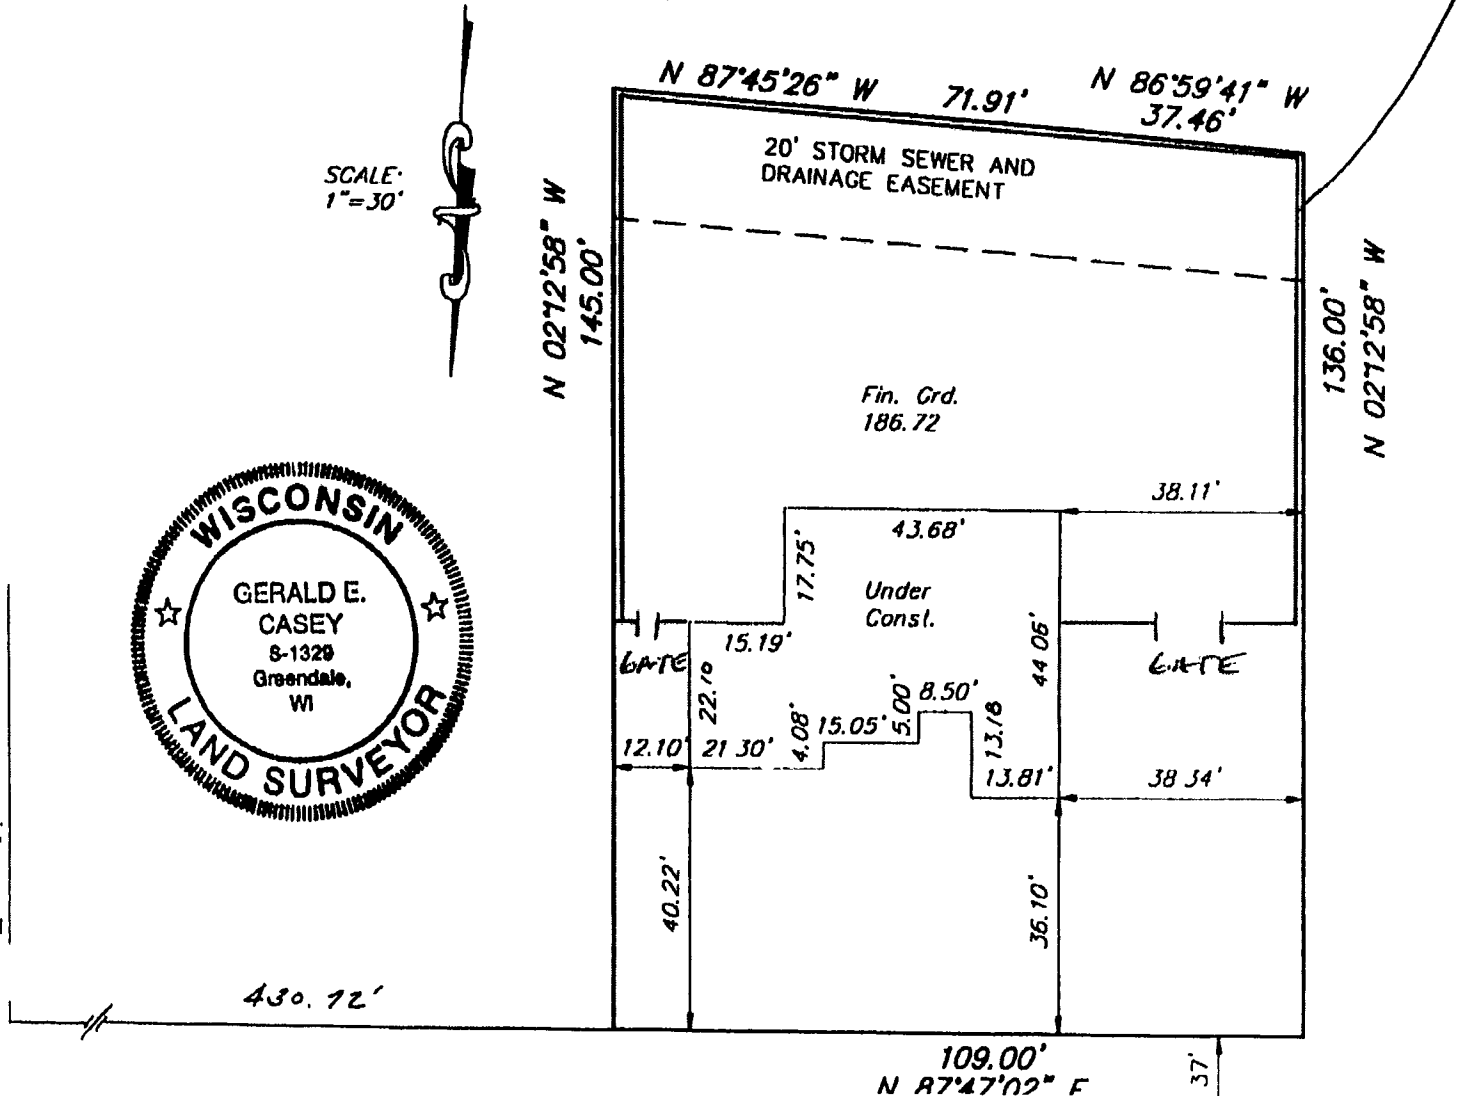 N 87°45'26" W
71.91'
N 86°59'41" W
37.46'
20' STORM SEWER AND
DRAINAGE EASEMENT
SCALE·
1"=30'
N 02°12'58" W
145.00'
136.00'
N 02°12'58" W
Fin. Grd.
186.72
38.11'
43.68'
17.75'
Under
Const.
WISCONSIN
GERALD E.
CASEY
S-1329
Greendale,
WI
LAND SURVEYOR
15.19'
44 06'
GATE
GATE
22.10
8.50'
5.00'
15.05'
4.08'
13.18
12.10'
21 30'
13.81'
38 34'
40.22'
36.10'
430.72'
109.00'
N 87°47'02" E
37'